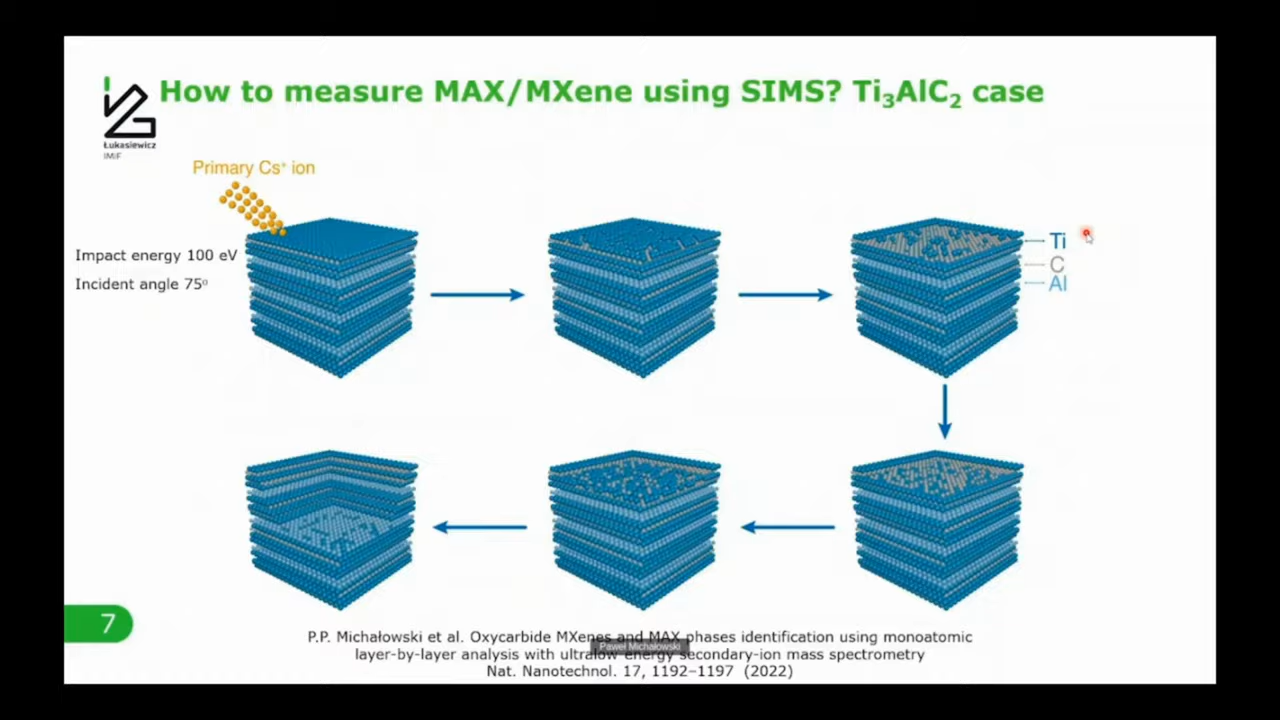 How to measure MAX/MXene using SIMS? Ti₃AlC₂ case
Łukasiewicz
IMiF
Primary Cs⁺ ion
Impact energy 100 eV
Incident angle 75º
Ti
C
Al
7
P.P. Michałowski et al. Oxycarbide MXenes and MAX phases identification using monoatomic
layer-by-layer analysis with ultralow energy secondary-ion mass spectrometry
Paweł Michałowski
Nat. Nanotechnol. 17, 1192–1197 (2022)